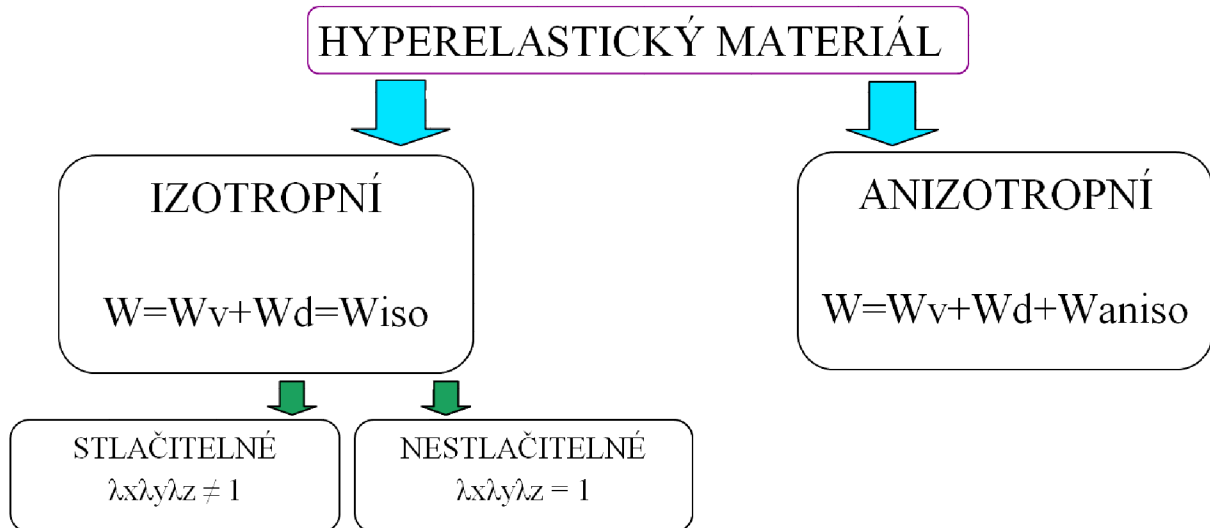 HYPERELASTICKÝ MATERIÁL
IZOTROPNÍ
W=Wv+Wd=Wiso
ANIZOTROPNÍ
W=Wv+Wd+Waniso
STLAČITELNÉ
λxλyλz ≠ 1
NESTLAČITELNÉ
λxλyλz = 1